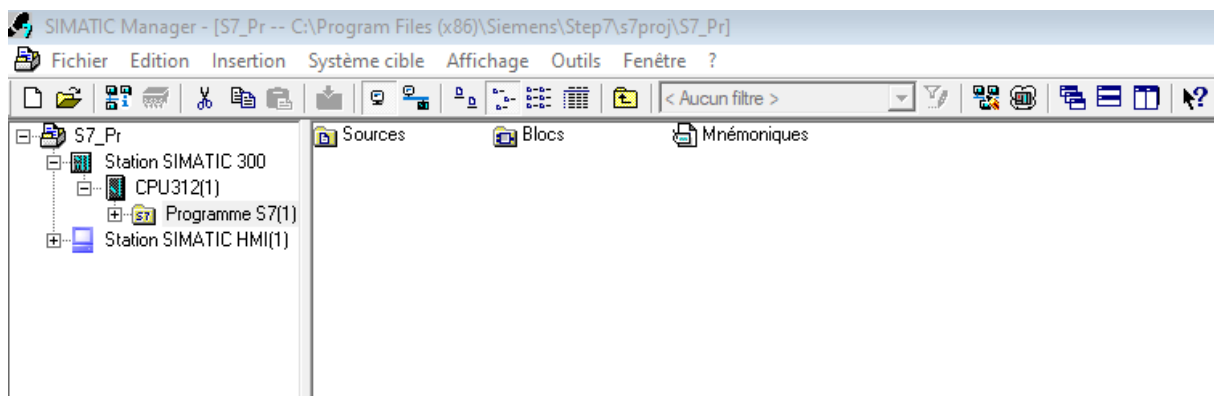 SIMATIC Manager - [S7_Pr -- C:\Program Files (x86)\Siemens\Step7\s7proj\S7_Pr]
Fichier Edition Insertion Système cible Affichage Outils Fenêtre ?
< Aucun filtre >
S7_Pr
Station SIMATIC 300
CPU312(1)
Programme S7(1)
Station SIMATIC HMI(1)
Sources Blocs Mnémoniques